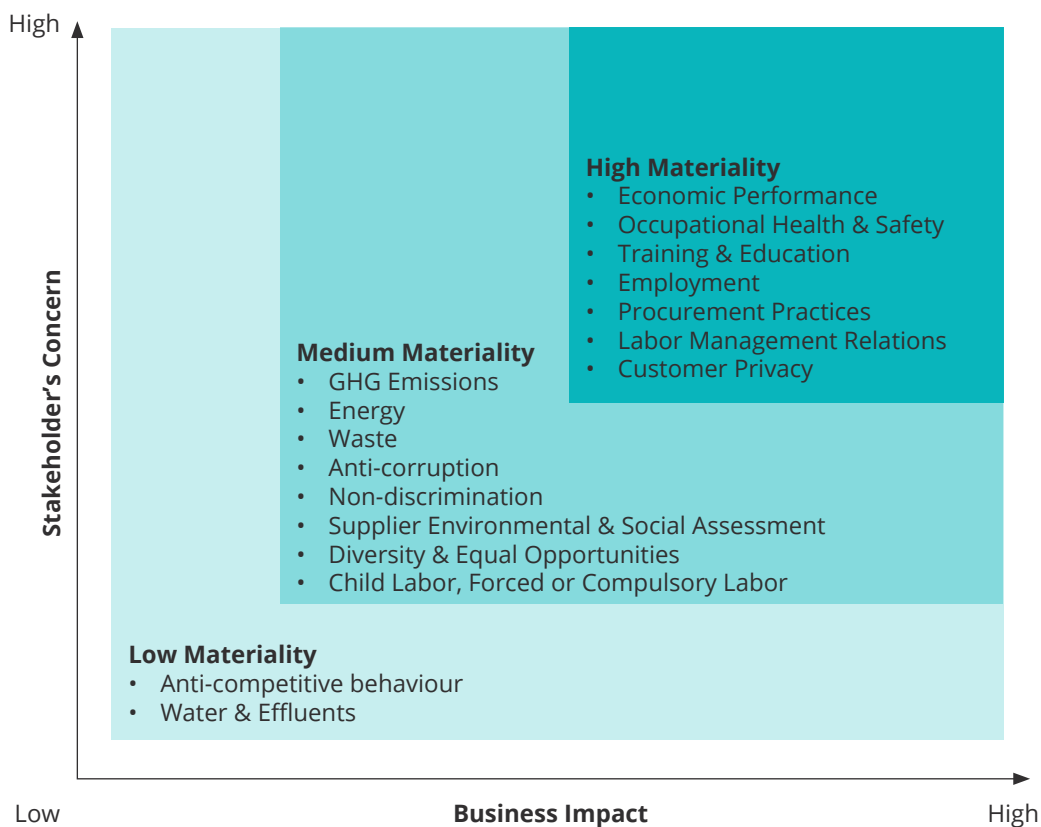 High
High Materiality
• Economic Performance
• Occupational Health & Safety
• Training & Education
• Employment
• Procurement Practices
• Labor Management Relations
• Customer Privacy
Stakeholder’s Concern
Medium Materiality
• GHG Emissions
• Energy
• Waste
• Anti-corruption
• Non-discrimination
• Supplier Environmental & Social Assessment
• Diversity & Equal Opportunities
• Child Labor, Forced or Compulsory Labor
Low Materiality
• Anti-competitive behaviour
• Water & Effluents
Low
Business Impact
High